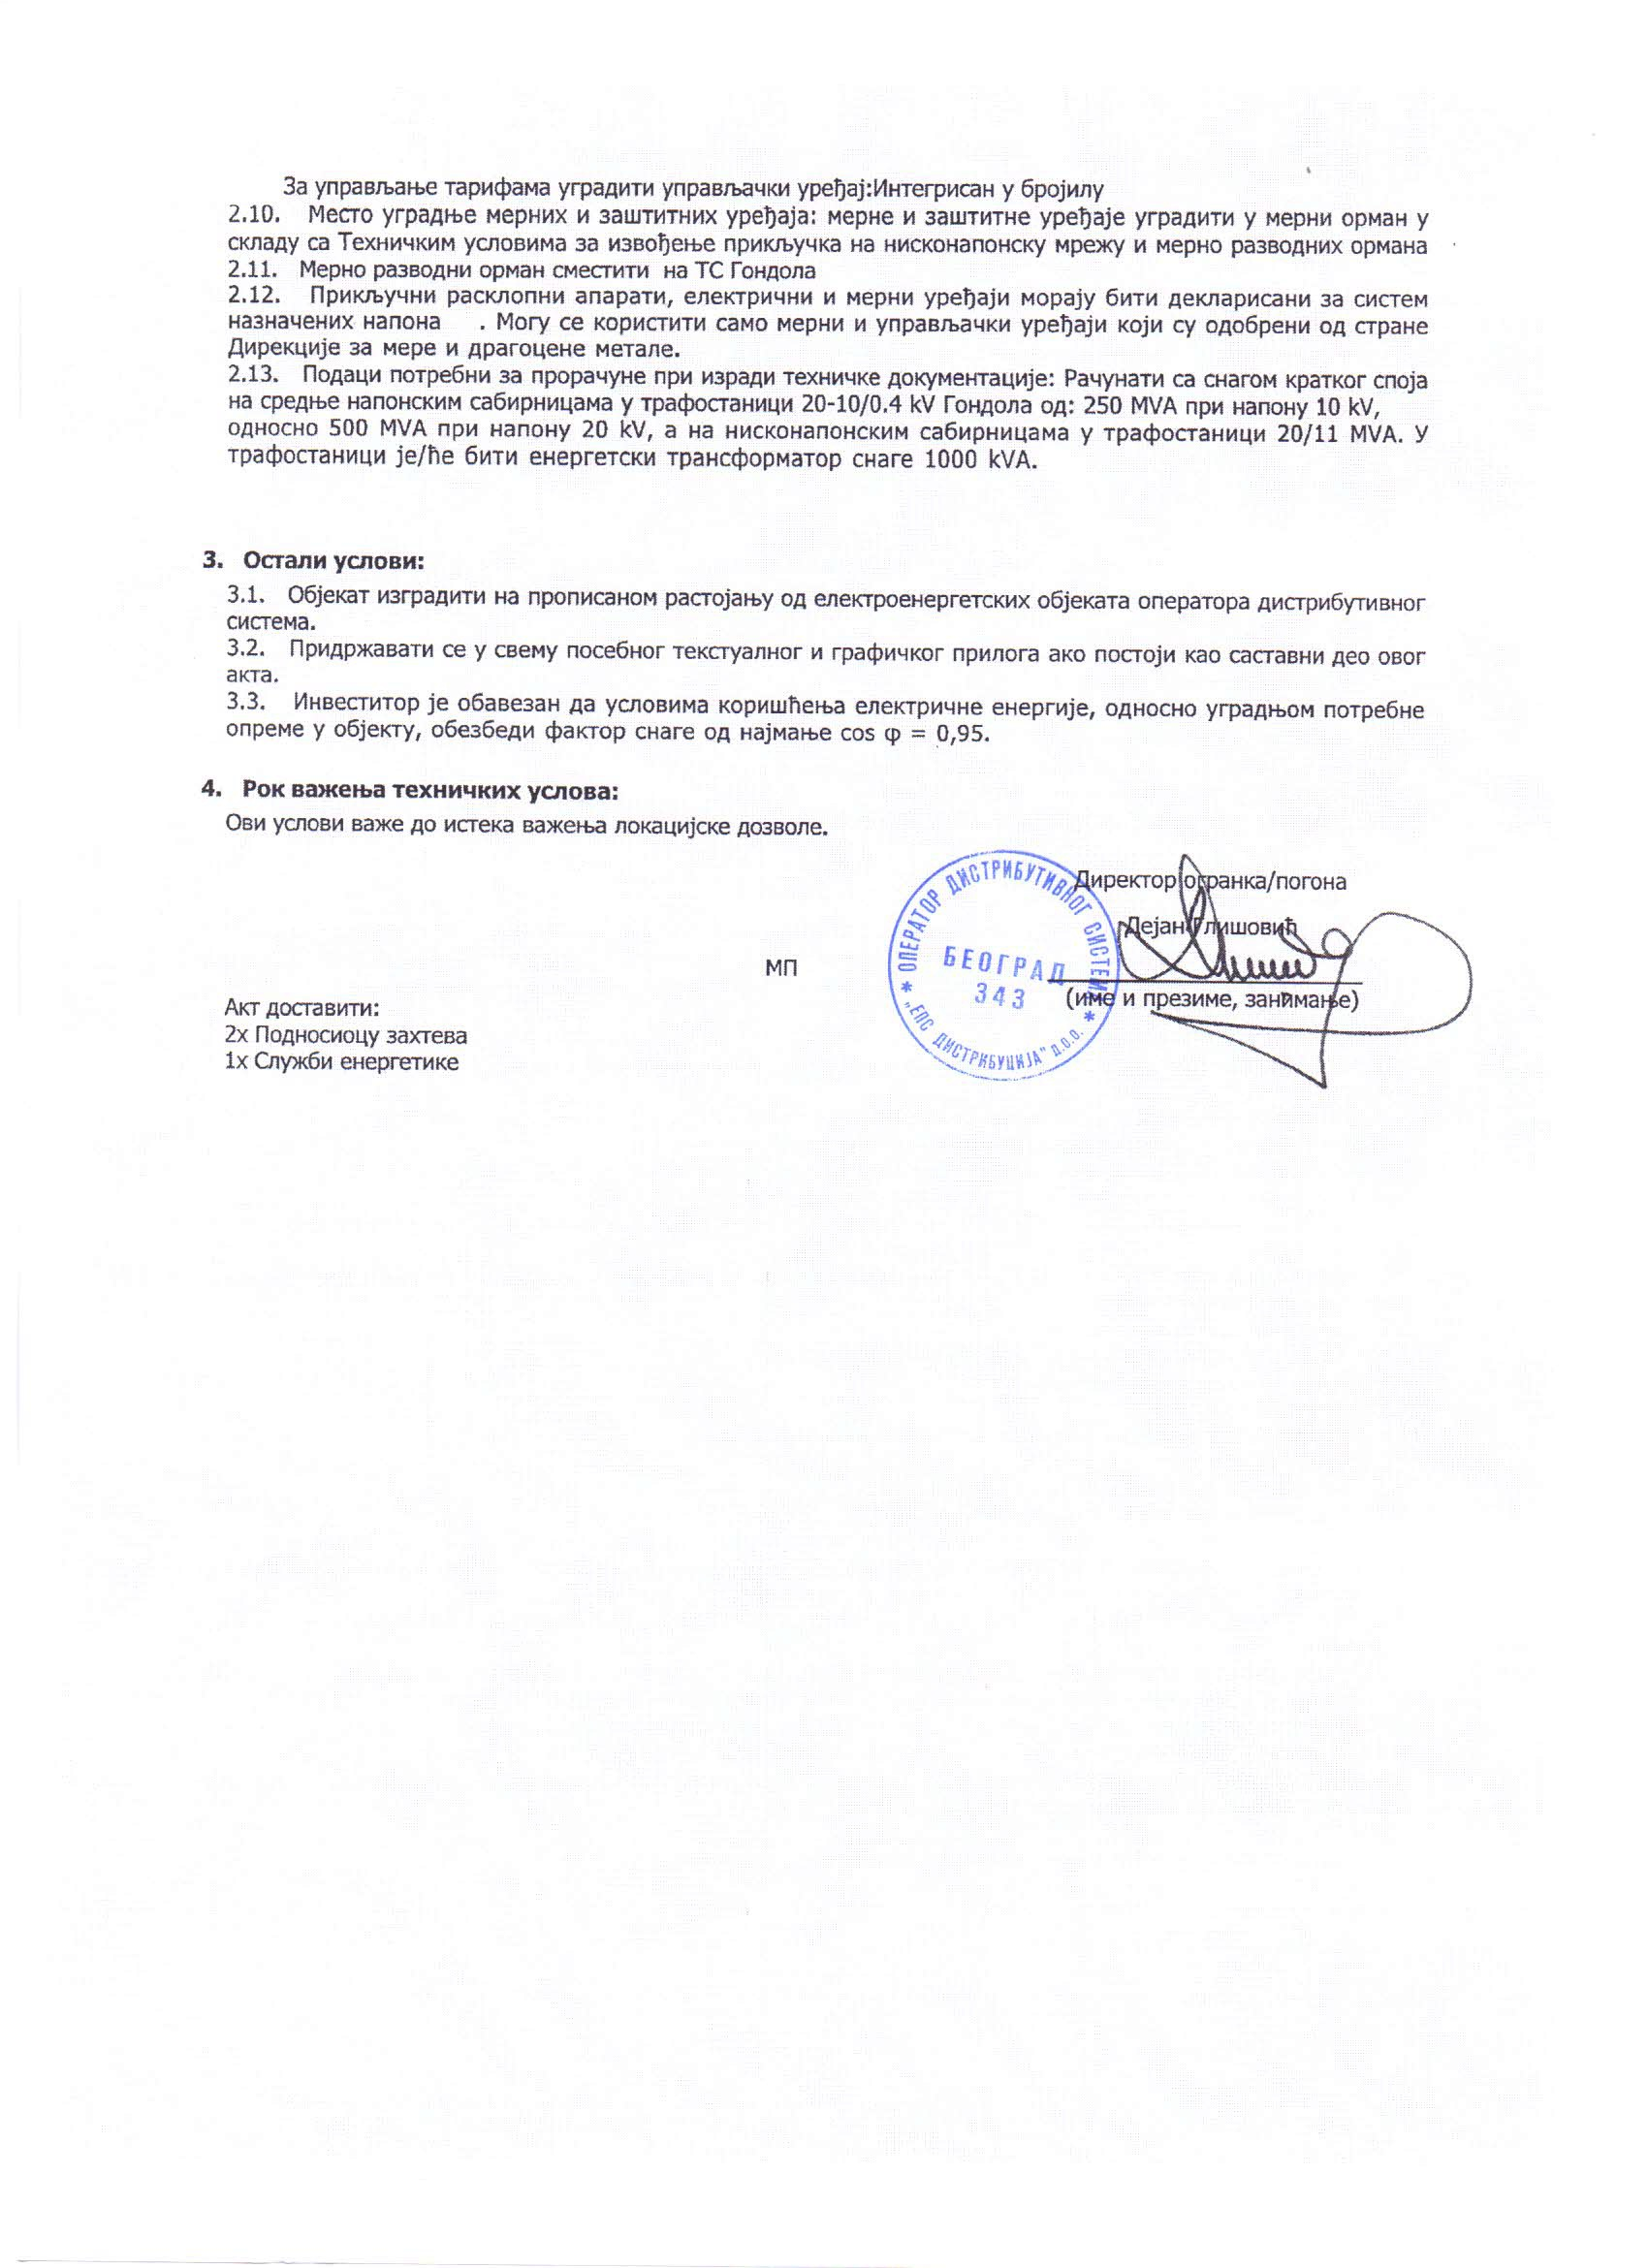 За управљање тарифама уградити управљачки уређај:Интегрисан у бројилу
2.10. Место уградње мерних и заштитних уређаја: мерне и заштитне уређаје уградити у мерни орман у
складу са Техничким условима за извођење прикључка на нисконапонску мрежу и мерно разводних ормана
2.11. Мерно разводни орман сместити на ТС Гондола
2.12. Прикључни расклопни апарати, електрични и мерни уређаји морају бити декларисани за систем
назначених напона . Могу се користити само мерни и управљачки уређаји који су одобрени од стране
Дирекције за мере и драгоцене метале.
2.13. Подаци потребни за прорачуне при изради техничке документације: Рачунати са снагом кратког споја
на средње напонским сабирницама у трафостаници 20-10/0.4 kV Гондола од: 250 MVA при напону 10 kV,
односно 500 MVA при напону 20 kV, а на нисконапонским сабирницама у трафостаници 20/11 MVA. У
трафостаници је/ће бити енергетски трансформатор снаге 1000 kVA.
3. Остали услови:
3.1. Објекат изградити на прописаном растојању од електроенергетских објеката оператора дистрибутивног
система.
3.2. Придржавати се у свему посебног текстуалног и графичког прилога ако постоји као саставни део овог
акта.
3.3. Инвеститор је обавезан да условима коришћења електричне енергије, односно уградњом потребне
опреме у објекту, обезбеди фактор снаге од најмање cos φ = 0,95.
4. Рок важења техничких услова:
Ови услови важе до истека важења локацијске дозволе.
Директор огранка/погона
Дејан Глишовић
МП
(име и презиме, занимање)
* ОПЕРАТОР ДИСТРИБУТИВНОГ СИСТЕМА *
БЕОГРАД
343
„ЕПС ДИСТРИБУЦИЈА" Д.О.О.
Акт доставити:
2x Подносиоцу захтева
1x Служби енергетике